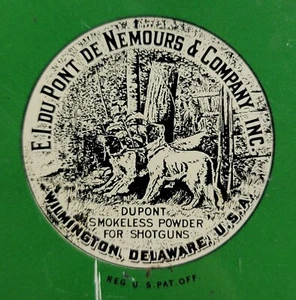 E. I. DU PONT DE NEMOURS & COMPANY, INC.
DUPONT
SMOKELESS POWDER
FOR SHOTGUNS
WILMINGTON, DELAWARE, U.S.A.
REG. U.S. PAT. OFF.